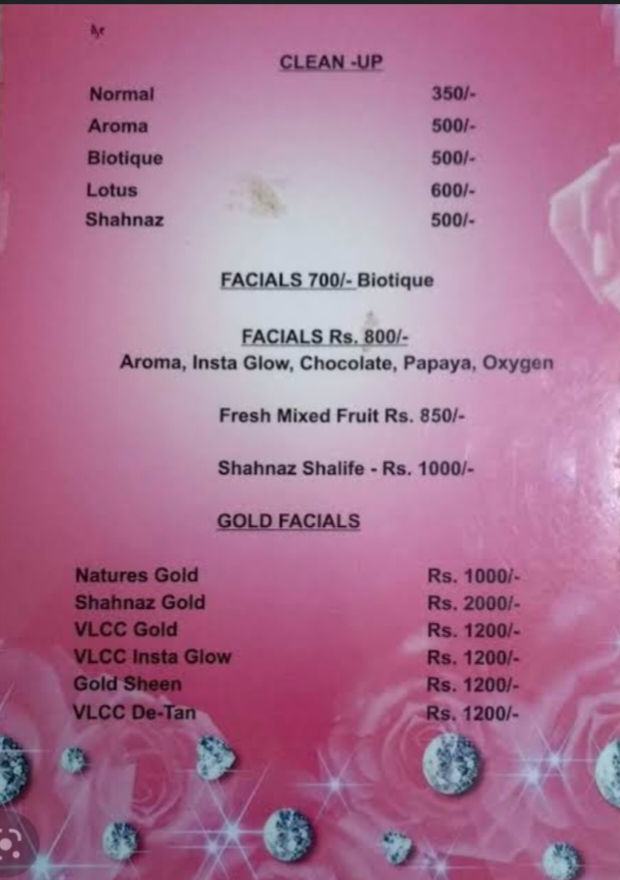 CLEAN -UP
Normal 350/-
Aroma 500/-
Biotique 500/-
Lotus 600/-
Shahnaz 500/-
FACIALS 700/- Biotique
FACIALS Rs. 800/-
Aroma, Insta Glow, Chocolate, Papaya, Oxygen
Fresh Mixed Fruit Rs. 850/-
Shahnaz Shalife - Rs. 1000/-
GOLD FACIALS
Natures Gold Rs. 1000/-
Shahnaz Gold Rs. 2000/-
VLCC Gold Rs. 1200/-
VLCC Insta Glow Rs. 1200/-
Gold Sheen Rs. 1200/-
VLCC De-Tan Rs. 1200/-